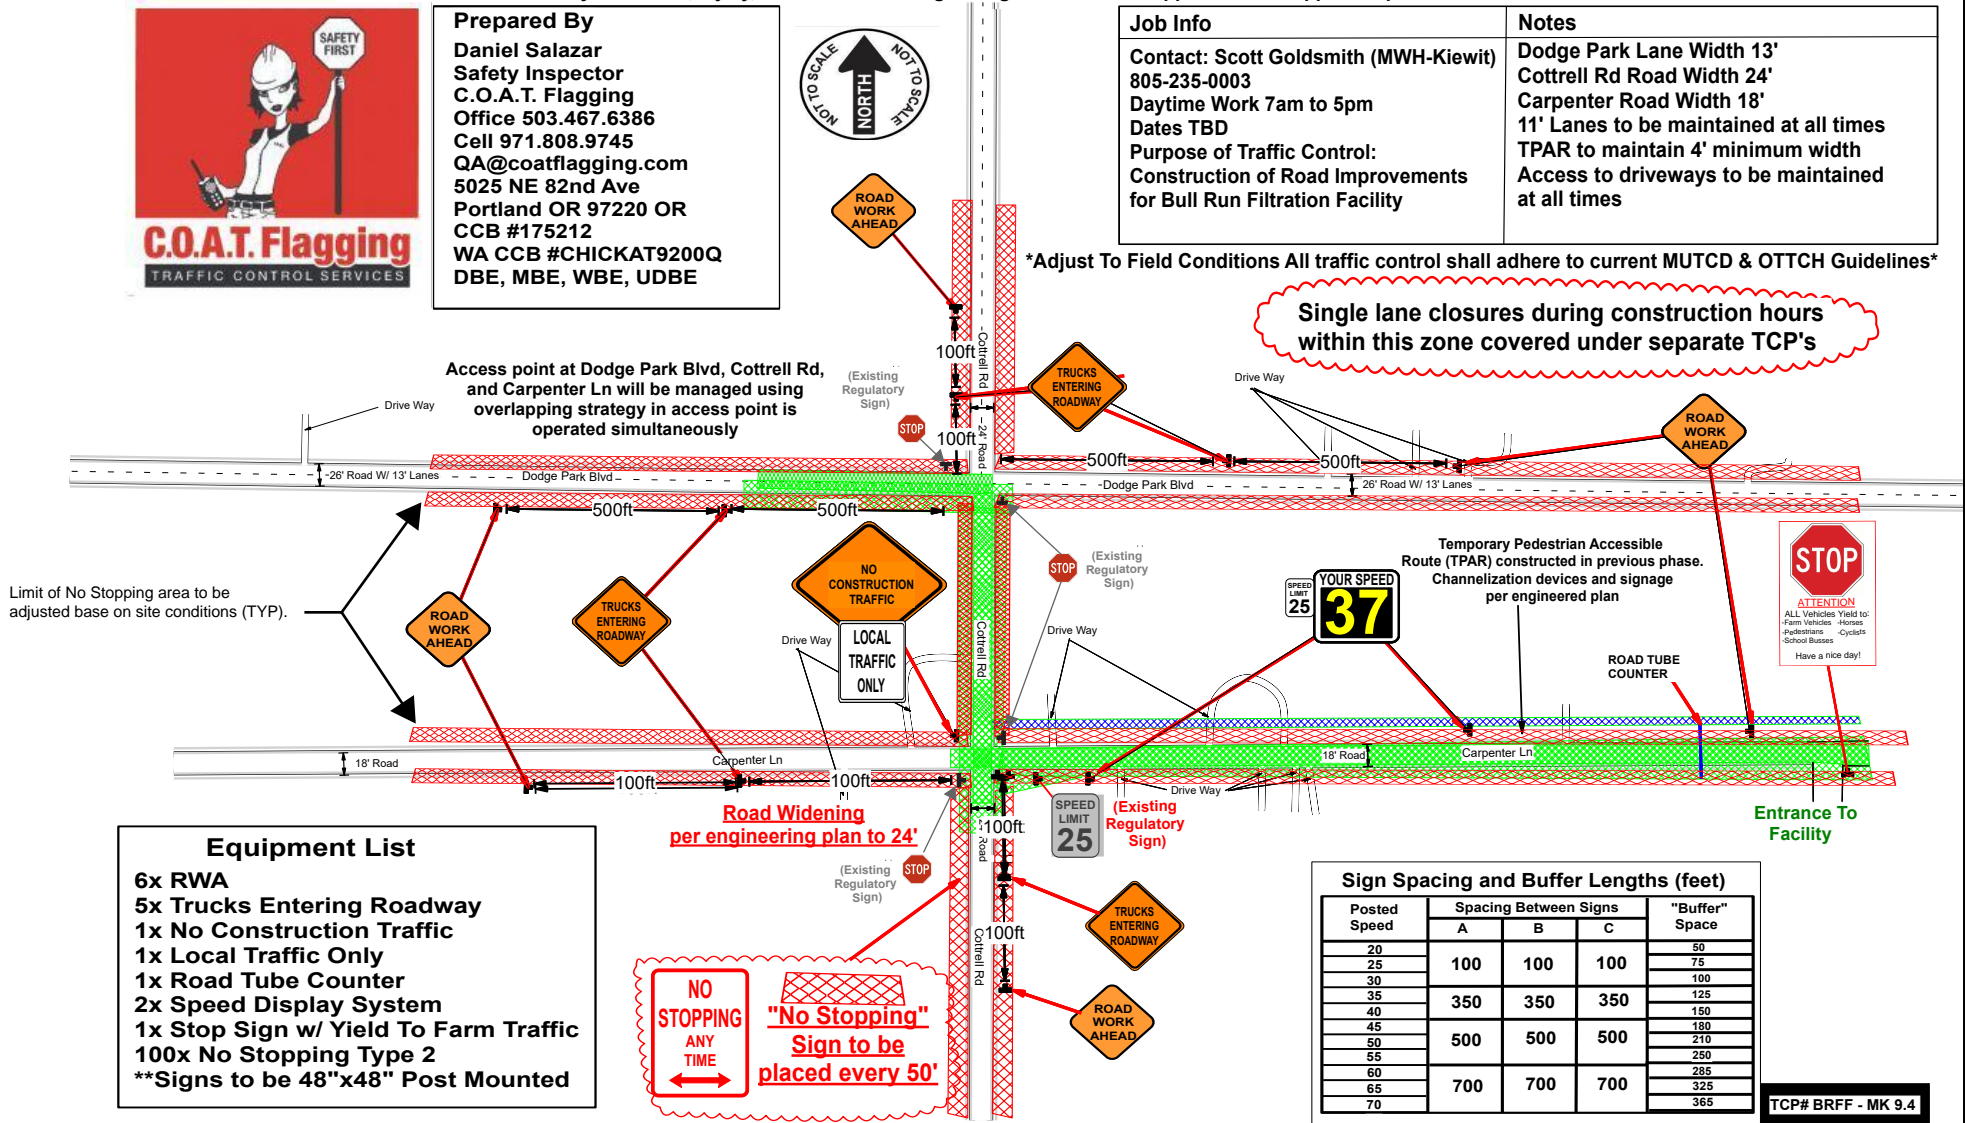 SAFETY
FIRST
C.O.A.T. Flagging
TRAFFIC CONTROL SERVICES
Prepared By
Daniel Salazar
Safety Inspector
C.O.A.T. Flagging
Office 503.467.6386
Cell 971.808.9745
QA@coatflagging.com
5025 NE 82nd Ave
Portland OR 97220 OR
CCB #175212
WA CCB #CHICKAT9200Q
DBE, MBE, WBE, UDBE
NOT TO SCALE
NORTH
NOT TO SCALE
Job Info
Contact: Scott Goldsmith (MWH-Kiewit)
805-235-0003
Daytime Work 7am to 5pm
Dates TBD
Purpose of Traffic Control:
Construction of Road Improvements
for Bull Run Filtration Facility
Notes
Dodge Park Lane Width 13'
Cottrell Rd Road Width 24'
Carpenter Road Width 18'
11' Lanes to be maintained at all times
TPAR to maintain 4' minimum width
Access to driveways to be maintained
at all times
*Adjust To Field Conditions All traffic control shall adhere to current MUTCD & OTTCH Guidelines*
Single lane closures during construction hours
within this zone covered under separate TCP's
ROAD
WORK
AHEAD
100ft
Cottrell Rd
100ft
24' Road
Access point at Dodge Park Blvd, Cottrell Rd,
and Carpenter Ln will be managed using
overlapping strategy in access point is
operated simultaneously
(Existing
Regulatory
Sign)
STOP
TRUCKS
ENTERING
ROADWAY
Drive Way
ROAD
WORK
AHEAD
Drive Way
26' Road W/ 13' Lanes
Dodge Park Blvd
500ft
500ft
Dodge Park Blvd
26' Road W/ 13' Lanes
500ft
500ft
Limit of No Stopping area to be
adjusted base on site conditions (TYP).
ROAD
WORK
AHEAD
TRUCKS
ENTERING
ROADWAY
NO
CONSTRUCTION
TRAFFIC
LOCAL
TRAFFIC
ONLY
Drive Way
Cottrell Rd
STOP
(Existing
Regulatory
Sign)
Drive Way
Temporary Pedestrian Accessible
Route (TPAR) constructed in previous phase.
Channelization devices and signage
per engineered plan
SPEED
LIMIT
25
YOUR SPEED
37
ROAD TUBE
COUNTER
STOP
ATTENTION
ALL Vehicles Yield to:
-Farm Vehicles -Horses
-Pedestrians -Cyclists
-School Busses
Have a nice day!
18' Road
Carpenter Ln
100ft
100ft
18' Road
Carpenter Ln
Drive Way
Road Widening
per engineering plan to 24'
(Existing
Regulatory
Sign)
STOP
100ft
Road
SPEED
LIMIT
25
(Existing
Regulatory
Sign)
Entrance To
Facility
TRUCKS
ENTERING
ROADWAY
100ft
Cottrell Rd
ROAD
WORK
AHEAD
Equipment List
6x RWA
5x Trucks Entering Roadway
1x No Construction Traffic
1x Local Traffic Only
1x Road Tube Counter
2x Speed Display System
1x Stop Sign w/ Yield To Farm Traffic
100x No Stopping Type 2
**Signs to be 48"x48" Post Mounted
NO
STOPPING
ANY
TIME
"No Stopping"
Sign to be
placed every 50'
Sign Spacing and Buffer Lengths (feet)
Posted Speed Spacing Between Signs "Buffer" Space
A B C
20 50
25 100 100 100 75
30 100
35 350 350 350 125
40 150
45 180
50 500 500 500 210
55 250
60 285
65 700 700 700 325
70 365
TCP# BRFF - MK 9.4